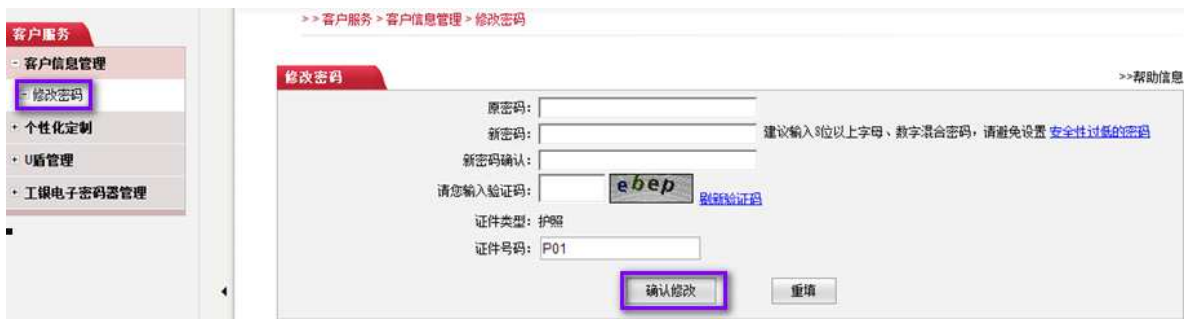 >>客户服务>客户信息管理>修改密码
客户服务
- 客户信息管理
- 修改密码
+ 个性化定制
+ U盾管理
+ 工银电子密码器管理
修改密码
>>帮助信息
原密码：
新密码： 建议输入8位以上字母、数字混合密码，请避免设置 安全性过低的密码
新密码确认：
请您输入验证码： ebep 刷新验证码
证件类型： 护照
证件号码： P01
确认修改 重填